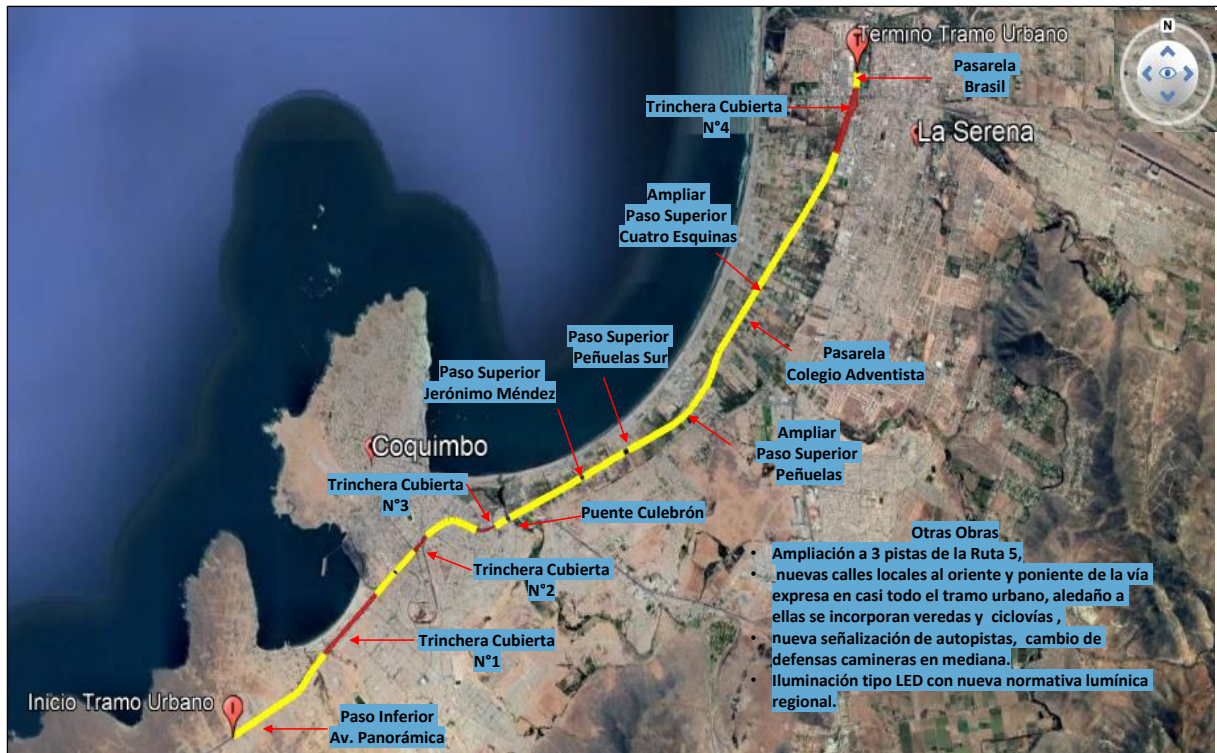 N
Termino Tramo Urbano
T
Pasarela
Brasil
Trinchera Cubierta
N°4
La Serena
Ampliar
Paso Superior
Cuatro Esquinas
Paso Superior
Peñuelas Sur
Pasarela
Colegio Adventista
Paso Superior
Jerónimo Méndez
Coquimbo
Ampliar
Paso Superior
Peñuelas
Trinchera Cubierta
N°3
Puente Culebrón
Trinchera Cubierta
N°2
Trinchera Cubierta
N°1
Inicio Tramo Urbano
I
Paso Inferior
Av. Panorámica
Otras Obras
• Ampliación a 3 pistas de la Ruta 5,
• nuevas calles locales al oriente y poniente de la vía
expresa en casi todo el tramo urbano, aledaño a
ellas se incorporan veredas y ciclovías ,
• nueva señalización de autopistas, cambio de
defensas camineras en mediana.
• Iluminación tipo LED con nueva normativa lumínica
regional.